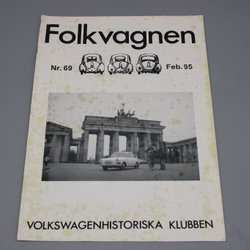 Folkvagnen
Nr. 69 Feb. 95
VOLKSWAGENHISTORISKA KLUBBEN